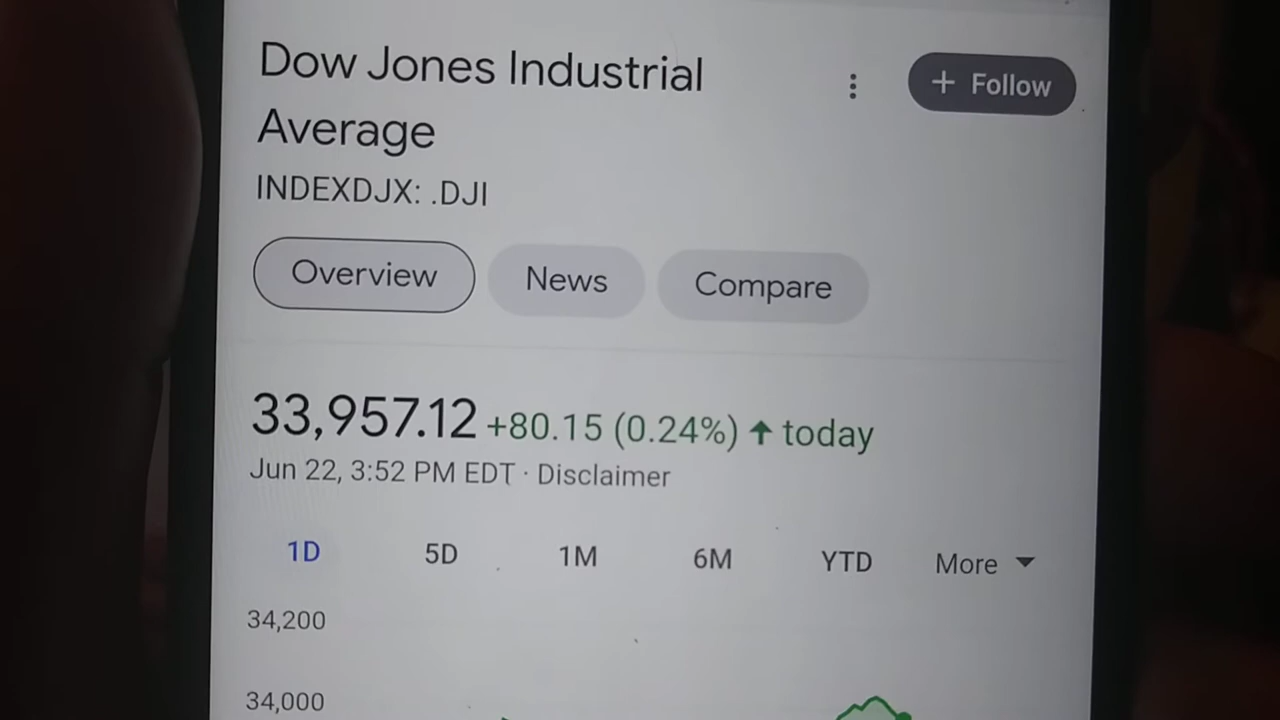 Dow Jones Industrial
Average
+ Follow
INDEXDJX: .DJI
Overview News Compare
33,957.12 +80.15 (0.24%) ↑ today
Jun 22, 3:52 PM EDT · Disclaimer
1D 5D 1M 6M YTD More
34,200
34,000